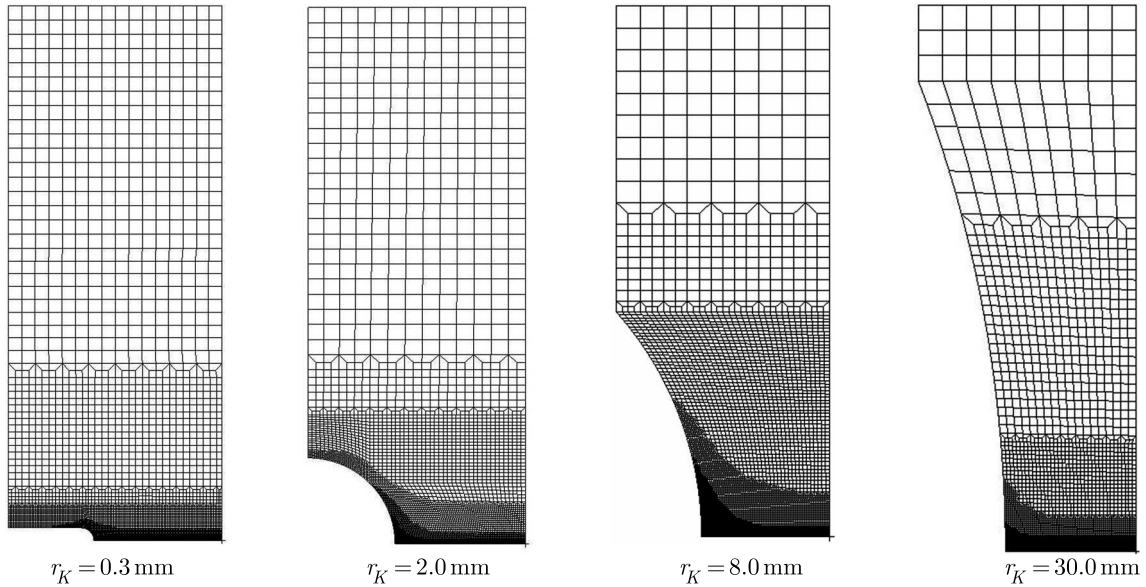 r_K = 0.3 mm
r_K = 2.0 mm
r_K = 8.0 mm
r_K = 30.0 mm